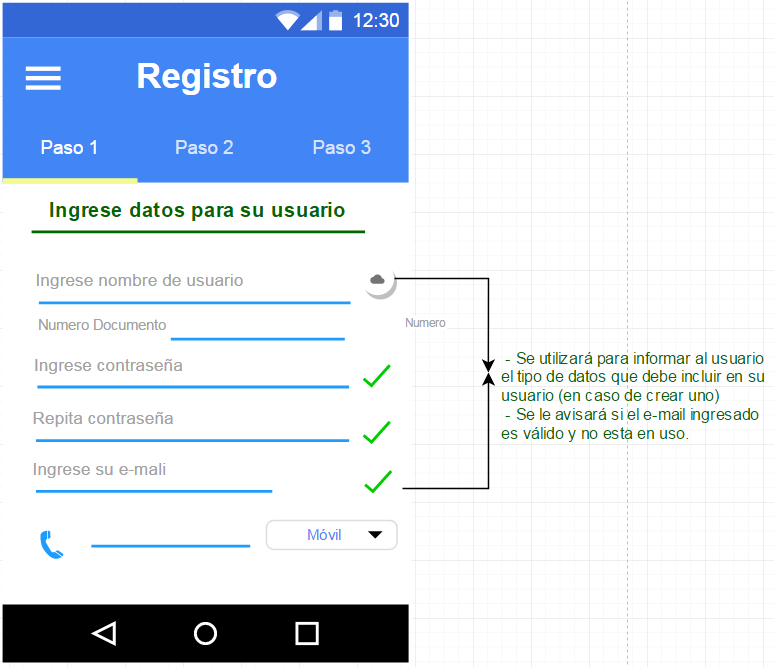 12:30
Registro
Paso 1 Paso 2 Paso 3
Ingrese datos para su usuario
Ingrese nombre de usuario
Numero Documento
Numero
Ingrese contraseña
Repita contraseña
Ingrese su e-mali
Móvil
- Se utilizará para informar al usuario
el tipo de datos que debe incluir en su
usuario (en caso de crear uno)
- Se le avisará si el e-mail ingresado
es válido y no esta en uso.